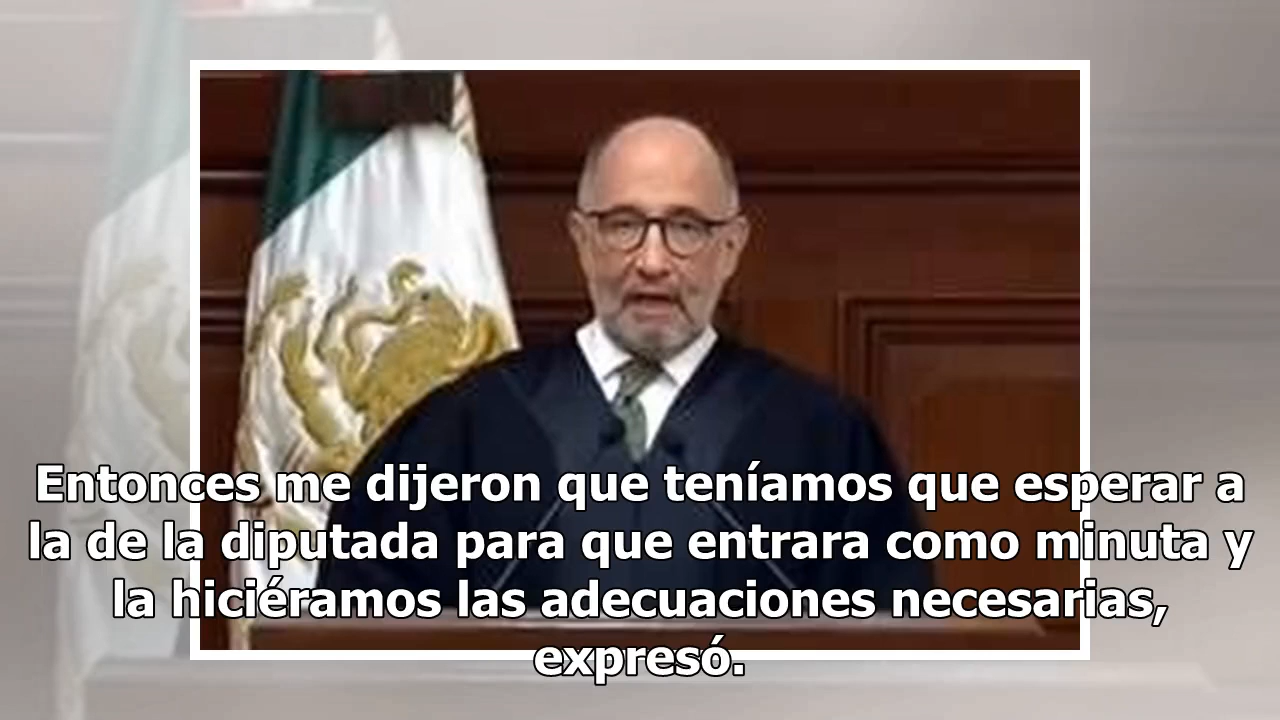 Entonces me dijeron que teníamos que esperar a
la de la diputada para que entrara como minuta y
la hiciéramos las adecuaciones necesarias,
expresó.